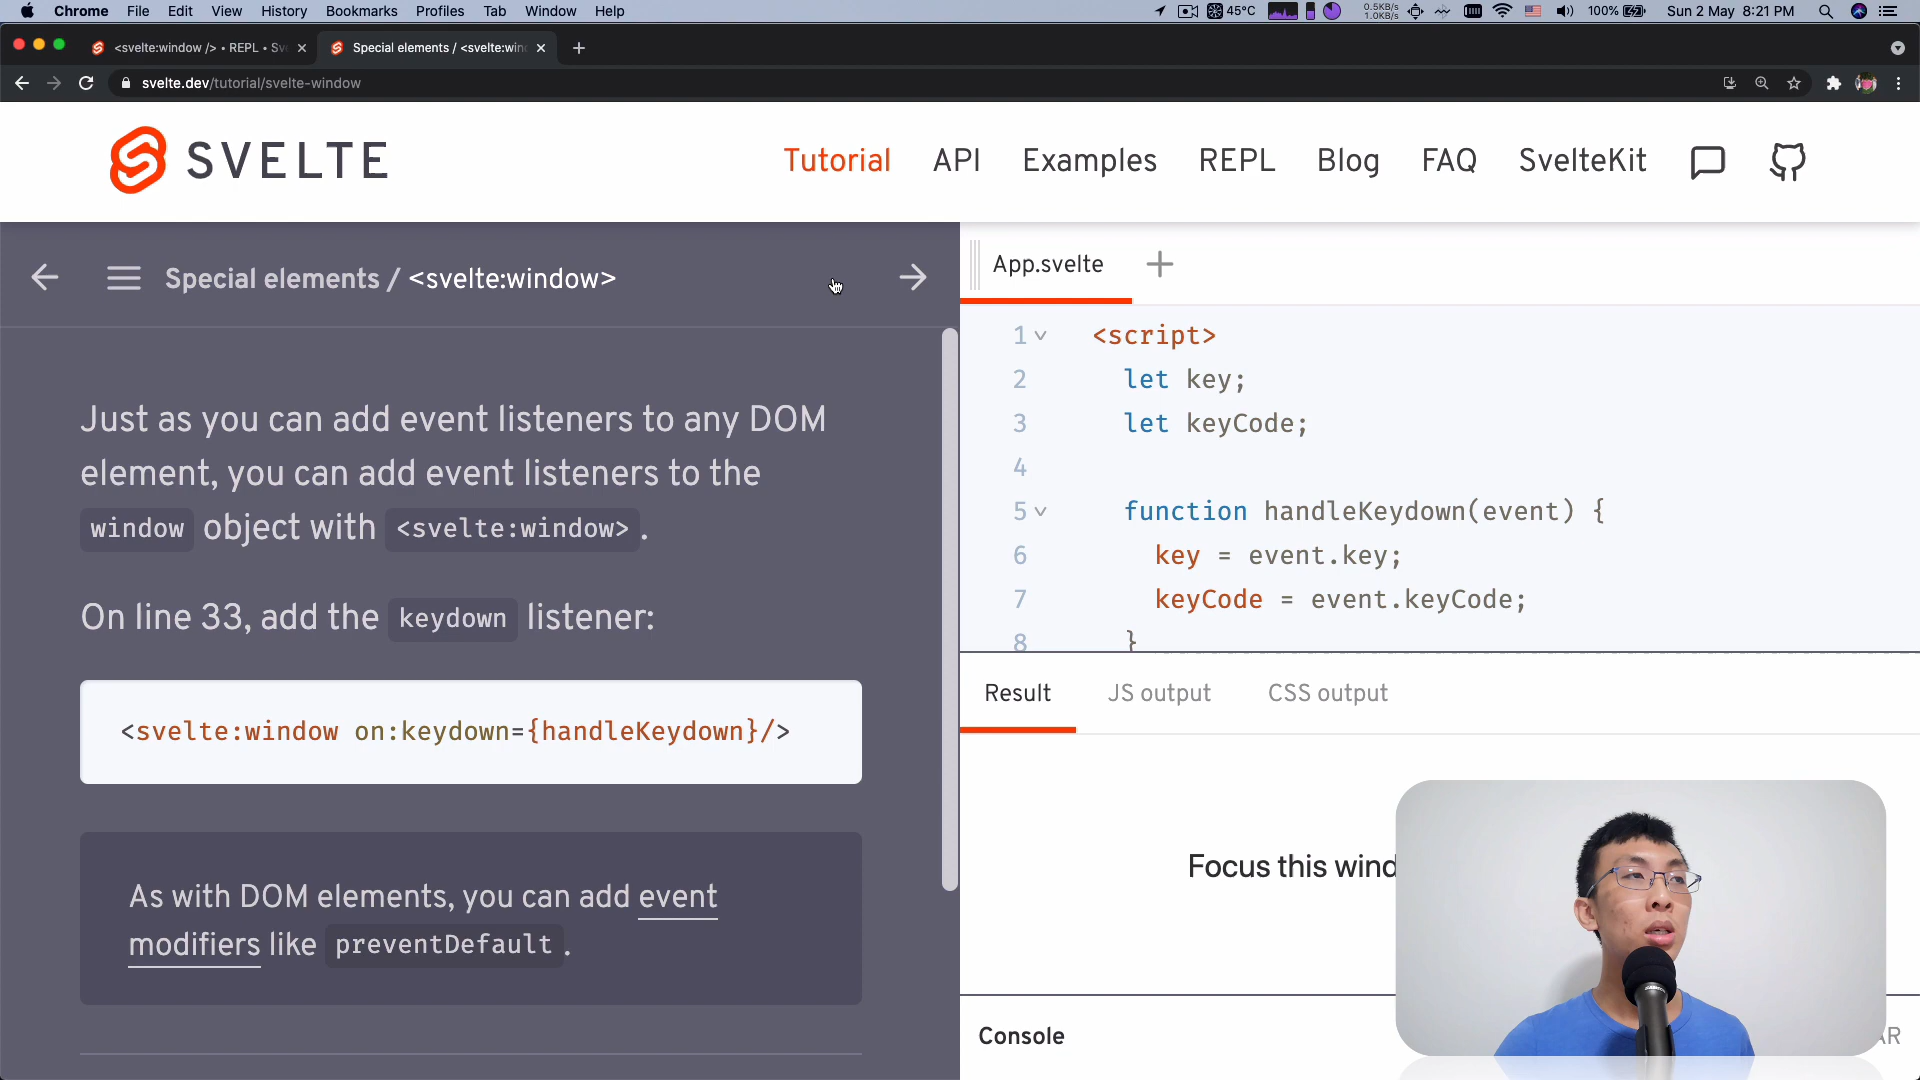 Chrome File Edit View History Bookmarks Profiles Tab Window Help
45°C 0.5KB/s 1.0KB/s 100% Sun 2 May 8:21 PM
<svelte:window /> • REPL • Sv
Special elements / <svelte:win
svelte.dev/tutorial/svelte-window
SVELTE
Tutorial API Examples REPL Blog FAQ SvelteKit
Special elements / <svelte:window>
Just as you can add event listeners to any DOM
element, you can add event listeners to the
window object with <svelte:window>.
On line 33, add the keydown listener:
<svelte:window on:keydown={handleKeydown}/>
As with DOM elements, you can add event
modifiers like preventDefault.
App.svelte
1 <script>
2 let key;
3 let keyCode;
4
5 function handleKeydown(event) {
6 key = event.key;
7 keyCode = event.keyCode;
8 }
Result JS output CSS output
Focus this wind
Console
AR